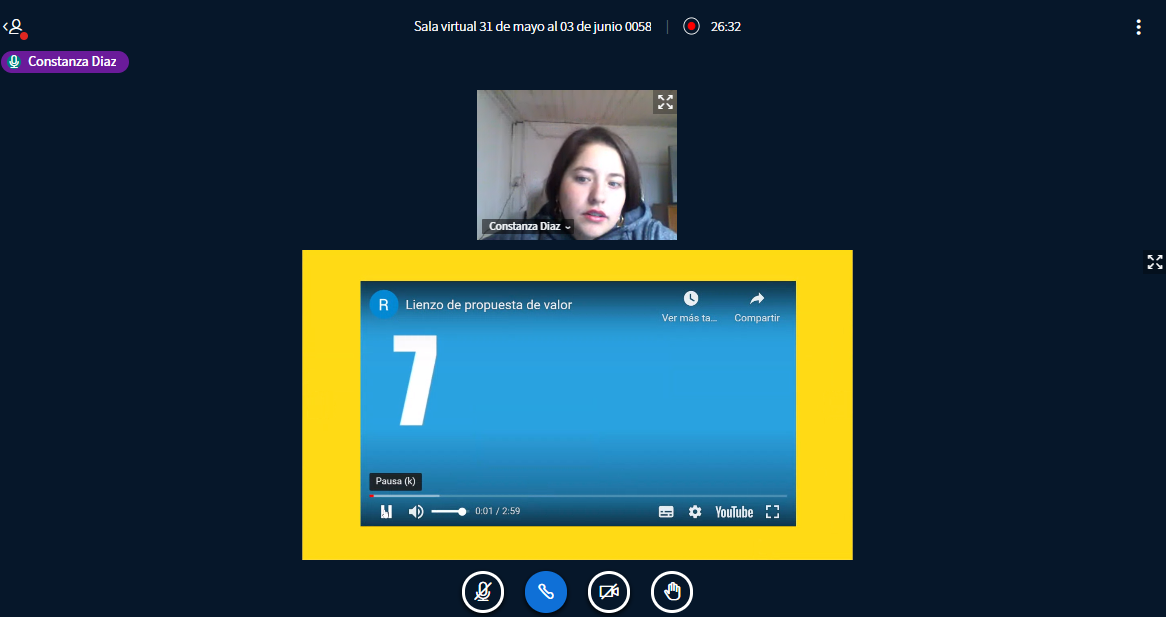 Sala virtual 31 de mayo al 03 de junio 0058
26:32
Constanza Diaz
Constanza Diaz
R Lienzo de propuesta de valor
Ver más ta... Compartir
7
Pausa (k)
0:01 / 2:59 YouTube